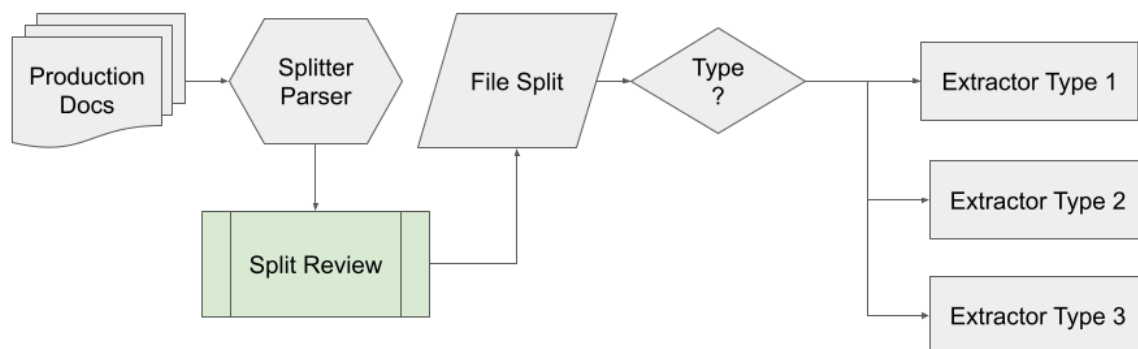 Production
Docs
Splitter
Parser
File Split
Type
?
Extractor Type 1
Extractor Type 2
Split Review
Extractor Type 3